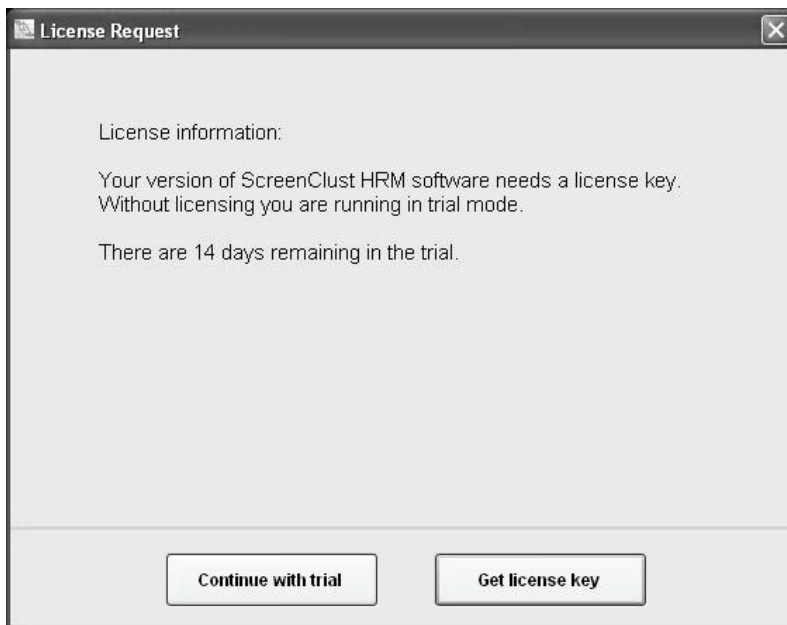 License Request
License information:
Your version of ScreenClust HRM software needs a license key.
Without licensing you are running in trial mode.
There are 14 days remaining in the trial.
Continue with trial
Get license key